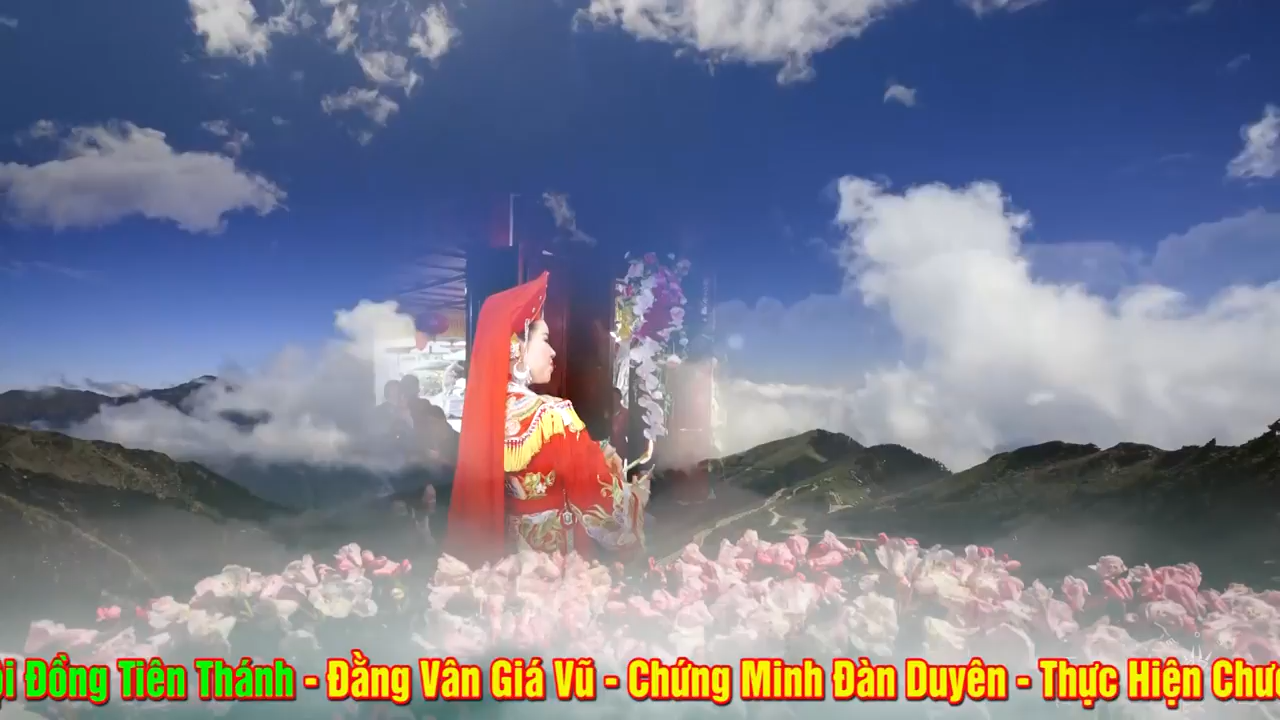 Đồng Tiên Thánh - Đằng Vân Giá Vũ - Chứng Minh Đàn Duyên - Thực Hiện